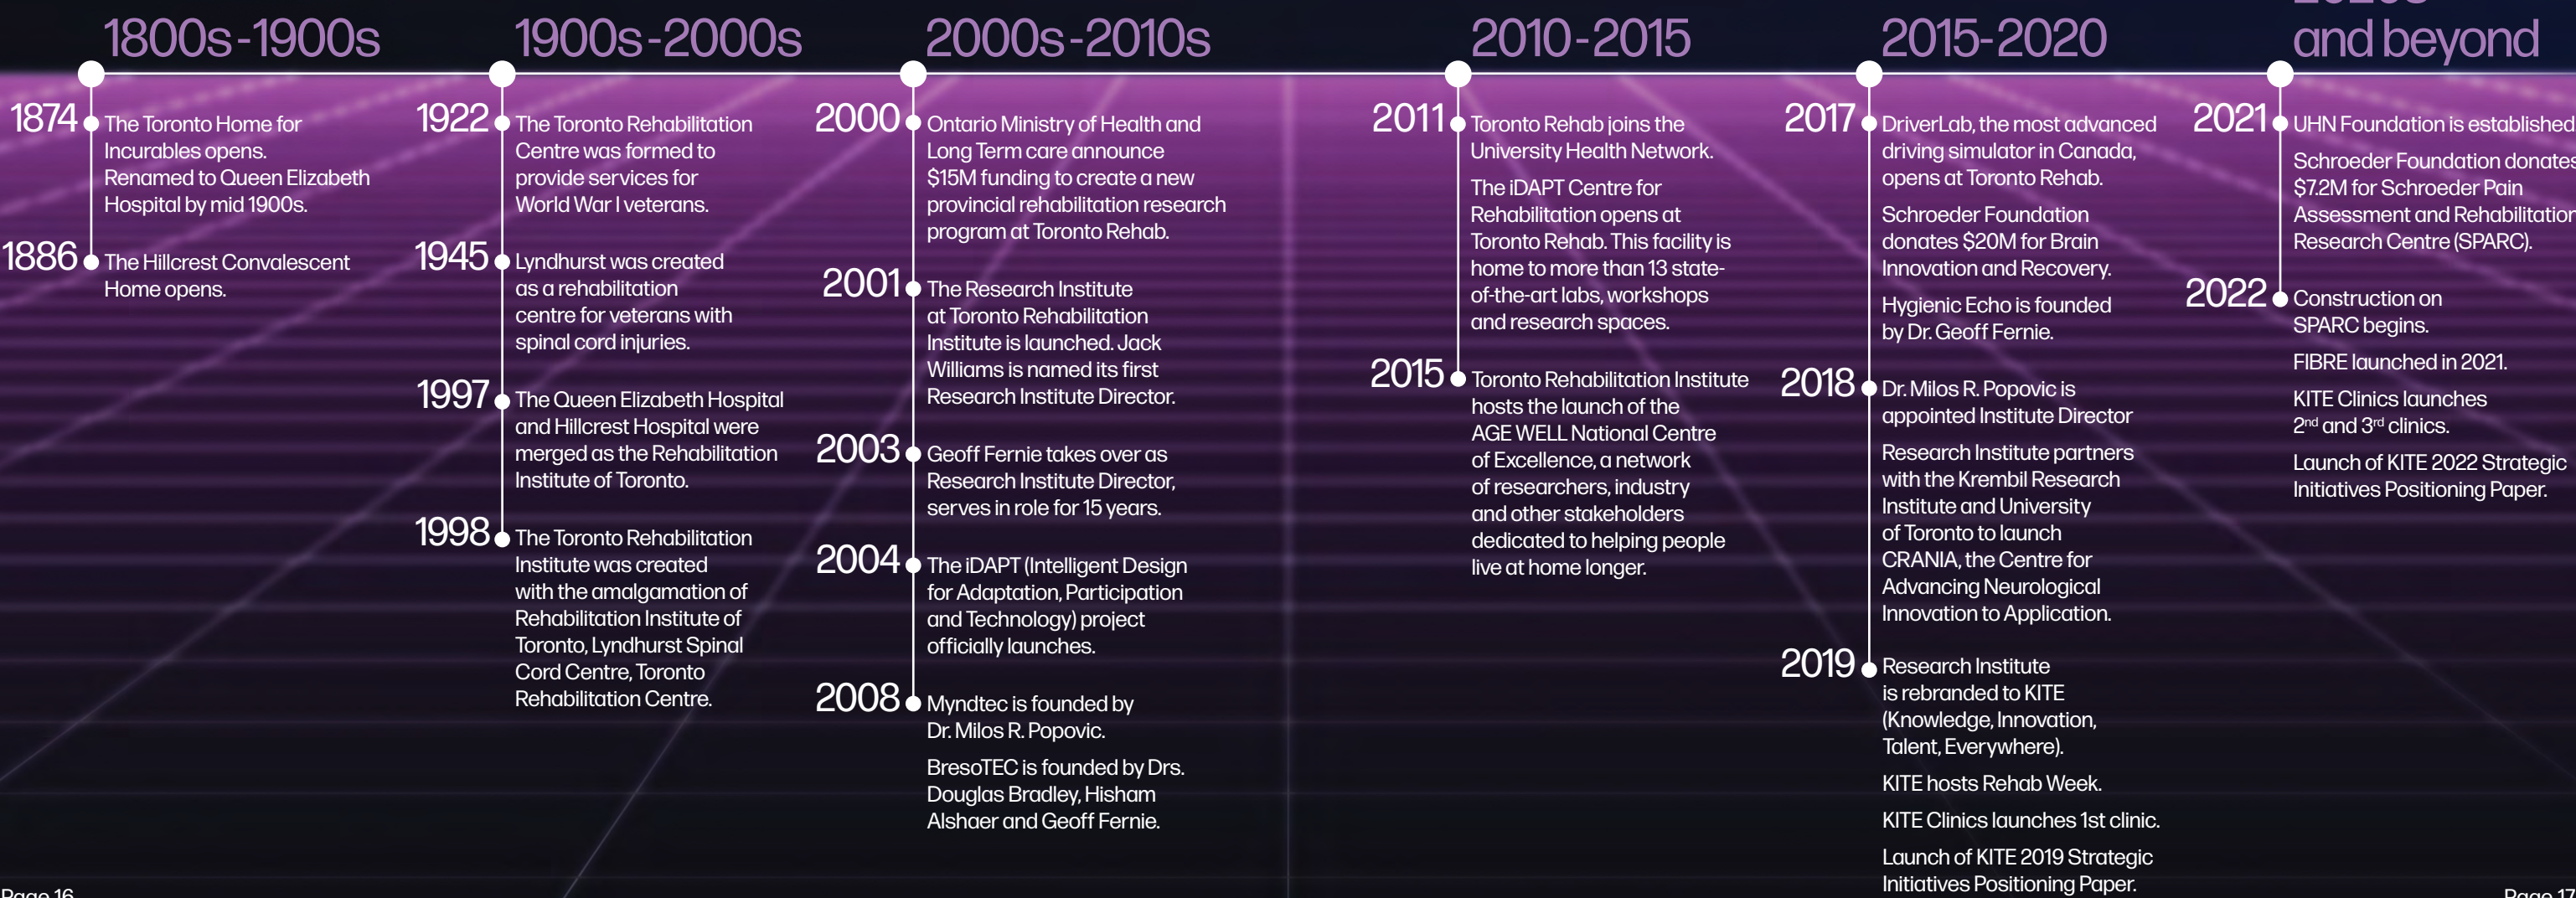 1800s-1900s
1874
The Toronto Home for
Incurables opens.
Renamed to Queen Elizabeth
Hospital by mid 1900s.
1886
The Hillcrest Convalescent
Home opens.
1900s-2000s
1922
The Toronto Rehabilitation
Centre was formed to
provide services for
World War I veterans.
1945
Lyndhurst was created
as a rehabilitation
centre for veterans with
spinal cord injuries.
1997
The Queen Elizabeth Hospital
and Hillcrest Hospital were
merged as the Rehabilitation
Institute of Toronto.
1998
The Toronto Rehabilitation
Institute was created
with the amalgamation of
Rehabilitation Institute of
Toronto, Lyndhurst Spinal
Cord Centre, Toronto
Rehabilitation Centre.
2000s-2010s
2000
Ontario Ministry of Health and
Long Term care announce
$15M funding to create a new
provincial rehabilitation research
program at Toronto Rehab.
2001
The Research Institute
at Toronto Rehabilitation
Institute is launched. Jack
Williams is named its first
Research Institute Director.
2003
Geoff Fernie takes over as
Research Institute Director,
serves in role for 15 years.
2004
The iDAPT (Intelligent Design
for Adaptation, Participation
and Technology) project
officially launches.
2008
Myndtec is founded by
Dr. Milos R. Popovic.
BresoTEC is founded by Drs.
Douglas Bradley, Hisham
Alshaer and Geoff Fernie.
2010-2015
2011
Toronto Rehab joins the
University Health Network.
The iDAPT Centre for
Rehabilitation opens at
Toronto Rehab. This facility is
home to more than 13 state-
of-the-art labs, workshops
and research spaces.
2015
Toronto Rehabilitation Institute
hosts the launch of the
AGE WELL National Centre
of Excellence, a network
of researchers, industry
and other stakeholders
dedicated to helping people
live at home longer.
2015-2020
2017
DriverLab, the most advanced
driving simulator in Canada,
opens at Toronto Rehab.
Schroeder Foundation
donates $20M for Brain
Innovation and Recovery.
Hygienic Echo is founded
by Dr. Geoff Fernie.
2018
Dr. Milos R. Popovic is
appointed Institute Director
Research Institute partners
with the Krembil Research
Institute and University
of Toronto to launch
CRANIA, the Centre for
Advancing Neurological
Innovation to Application.
2019
Research Institute
is rebranded to KITE
(Knowledge, Innovation,
Talent, Everywhere).
KITE hosts Rehab Week.
KITE Clinics launches 1st clinic.
Launch of KITE 2019 Strategic
Initiatives Positioning Paper.
and beyond
2021
UHN Foundation is established
Schroeder Foundation donates
$7.2M for Schroeder Pain
Assessment and Rehabilitation
Research Centre (SPARC).
2022
Construction on
SPARC begins.
FIBRE launched in 2021.
KITE Clinics launches
2nd and 3rd clinics.
Launch of KITE 2022 Strategic
Initiatives Positioning Paper.
Page 16
Page 17